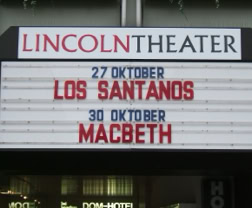 LINCOLNTHEATER
27 OKTOBER
LOS SANTANOS
30 OKTOBER
MACBETH
DOM-HOTEL